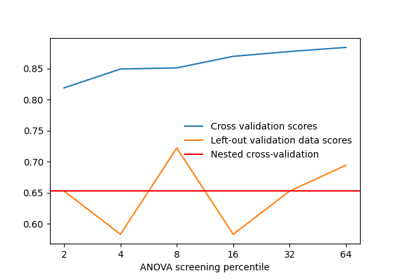 0.85
0.80
0.75
0.70
0.65
0.60
Cross validation scores
Left-out validation data scores
Nested cross-validation
2 4 8 16 32 64
ANOVA screening percentile